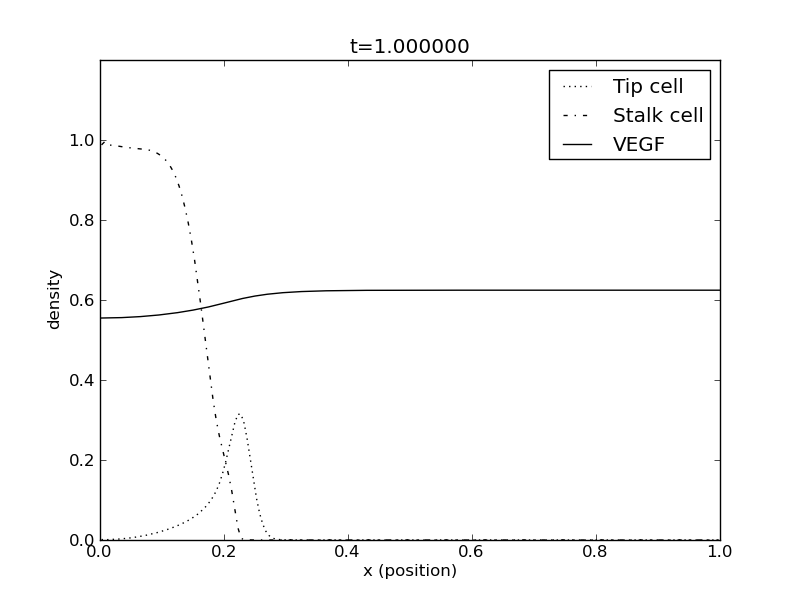 t=1.000000
Tip cell
Stalk cell
VEGF
1.0
0.8
0.6
0.4
0.2
0.0
density
0.0 0.2 0.4 0.6 0.8 1.0
x (position)